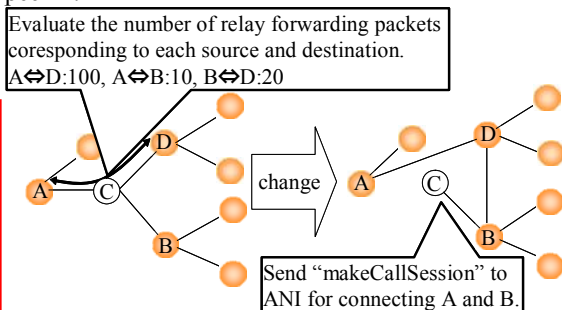 Evaluate the number of relay forwarding packets
coresponding to each source and destination.
A⇔D:100, A⇔B:10, B⇔D:20
D
D
change
A
C
A
C
B
B
Send “makeCallSession” to
ANI for connecting A and B.